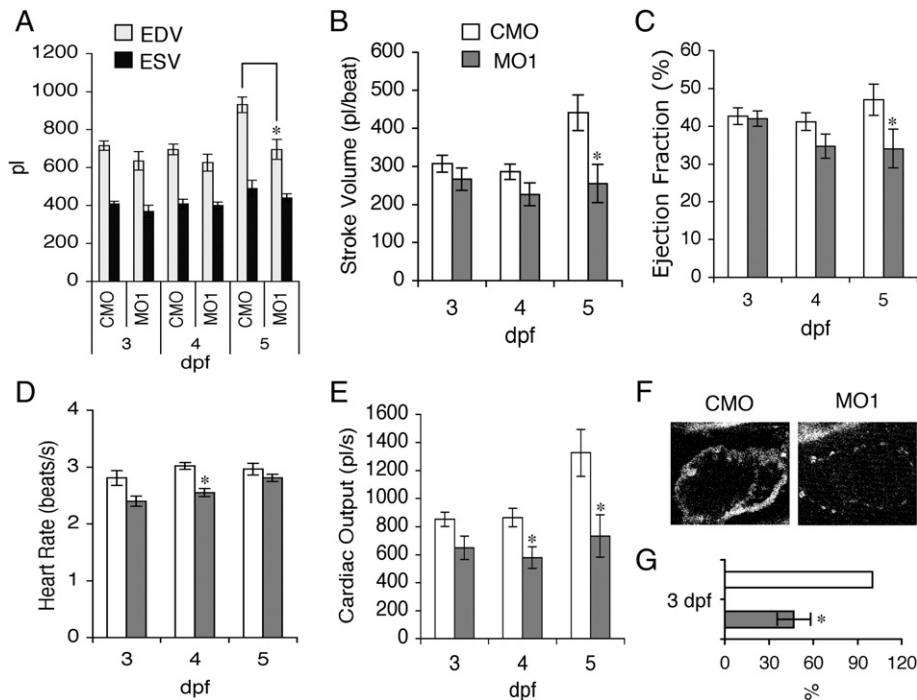 A
EDV
ESV
1200
1000
800
600
400
200
0
pl
*
CMO
MO1
CMO
MO1
CMO
MO1
3
4
5
dpf
B
CMO
MO1
600
500
400
300
200
100
0
Stroke Volume (pl/beat)
*
3
4
5
dpf
C
60
50
40
30
20
10
0
Ejection Fraction (%)
*
3
4
5
dpf
D
4
3
2
1
0
Heart Rate (beats/s)
*
3
4
5
dpf
E
1600
1400
1200
1000
800
600
400
200
0
Cardiac Output (pl/s)
*
*
3
4
5
dpf
F
CMO
MO1
G
3 dpf
*
0
30
60
90
120
%